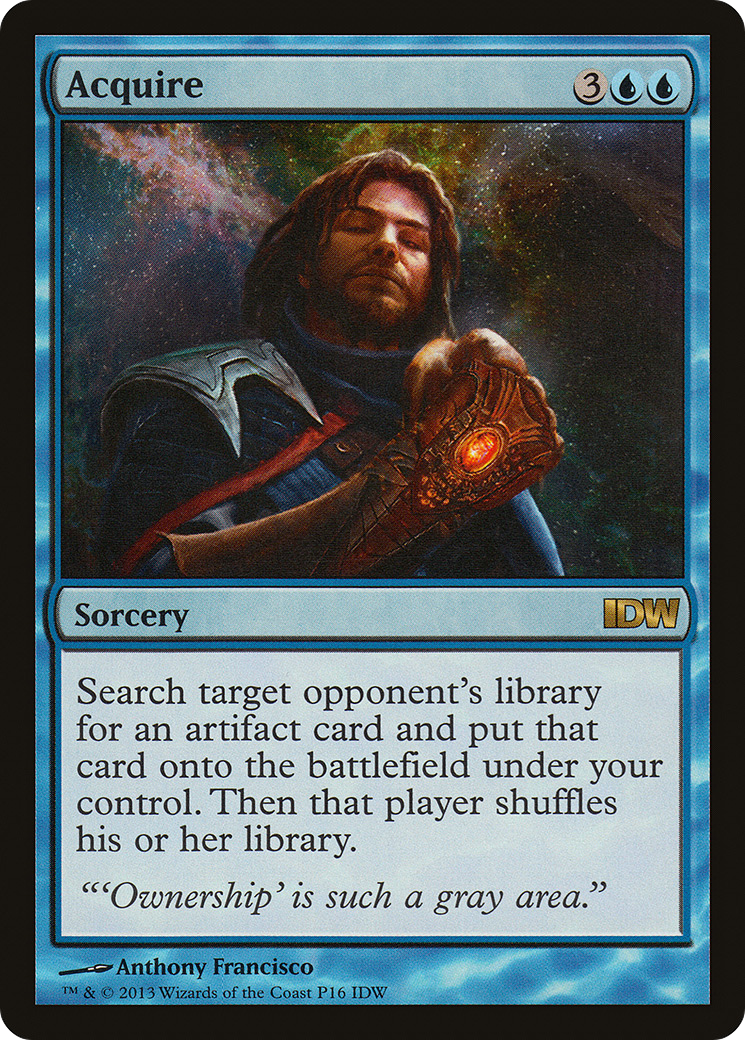 Acquire 3
Sorcery IDW
Search target opponent's library
for an artifact card and put that
card onto the battlefield under your
control. Then that player shuffles
his or her library.
“‘Ownership’ is such a gray area.”
Anthony Francisco
™ & © 2013 Wizards of the Coast P16 IDW